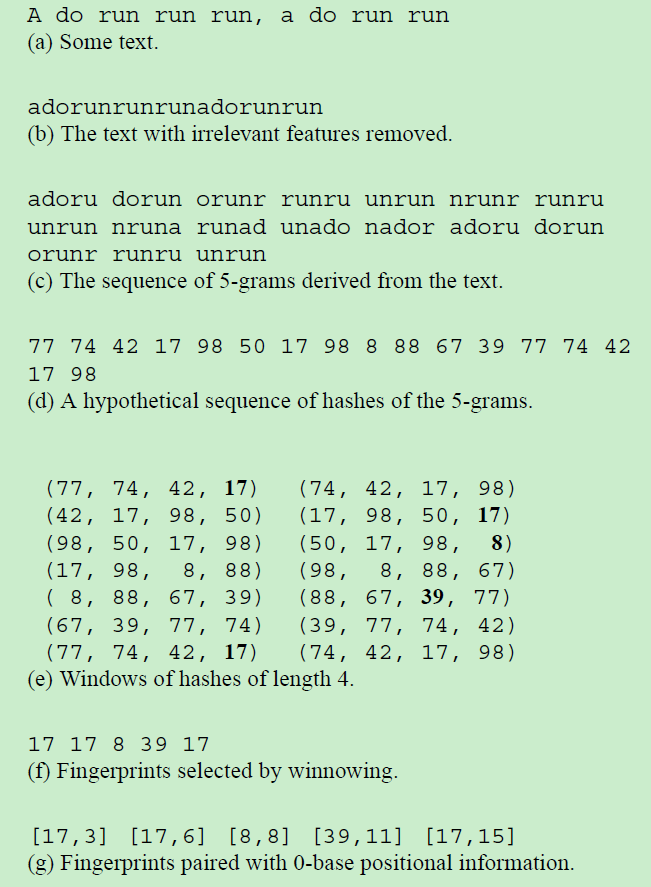 A do run run run, a do run run
(a) Some text.
adorunrunrunadorunrun
(b) The text with irrelevant features removed.
adoru dorun orunr runru unrun nrunr runru
unrun nruna runad unado nador adoru dorun
orunr runru unrun
(c) The sequence of 5-grams derived from the text.
77 74 42 17 98 50 17 98 8 88 67 39 77 74 42
17 98
(d) A hypothetical sequence of hashes of the 5-grams.
(77, 74, 42, 17) (74, 42, 17, 98)
(42, 17, 98, 50) (17, 98, 50, 17)
(98, 50, 17, 98) (50, 17, 98, 8)
(17, 98, 8, 88) (98, 8, 88, 67)
( 8, 88, 67, 39) (88, 67, 39, 77)
(67, 39, 77, 74) (39, 77, 74, 42)
(77, 74, 42, 17) (74, 42, 17, 98)
(e) Windows of hashes of length 4.
17 17 8 39 17
(f) Fingerprints selected by winnowing.
[17,3] [17,6] [8,8] [39,11] [17,15]
(g) Fingerprints paired with 0-base positional information.